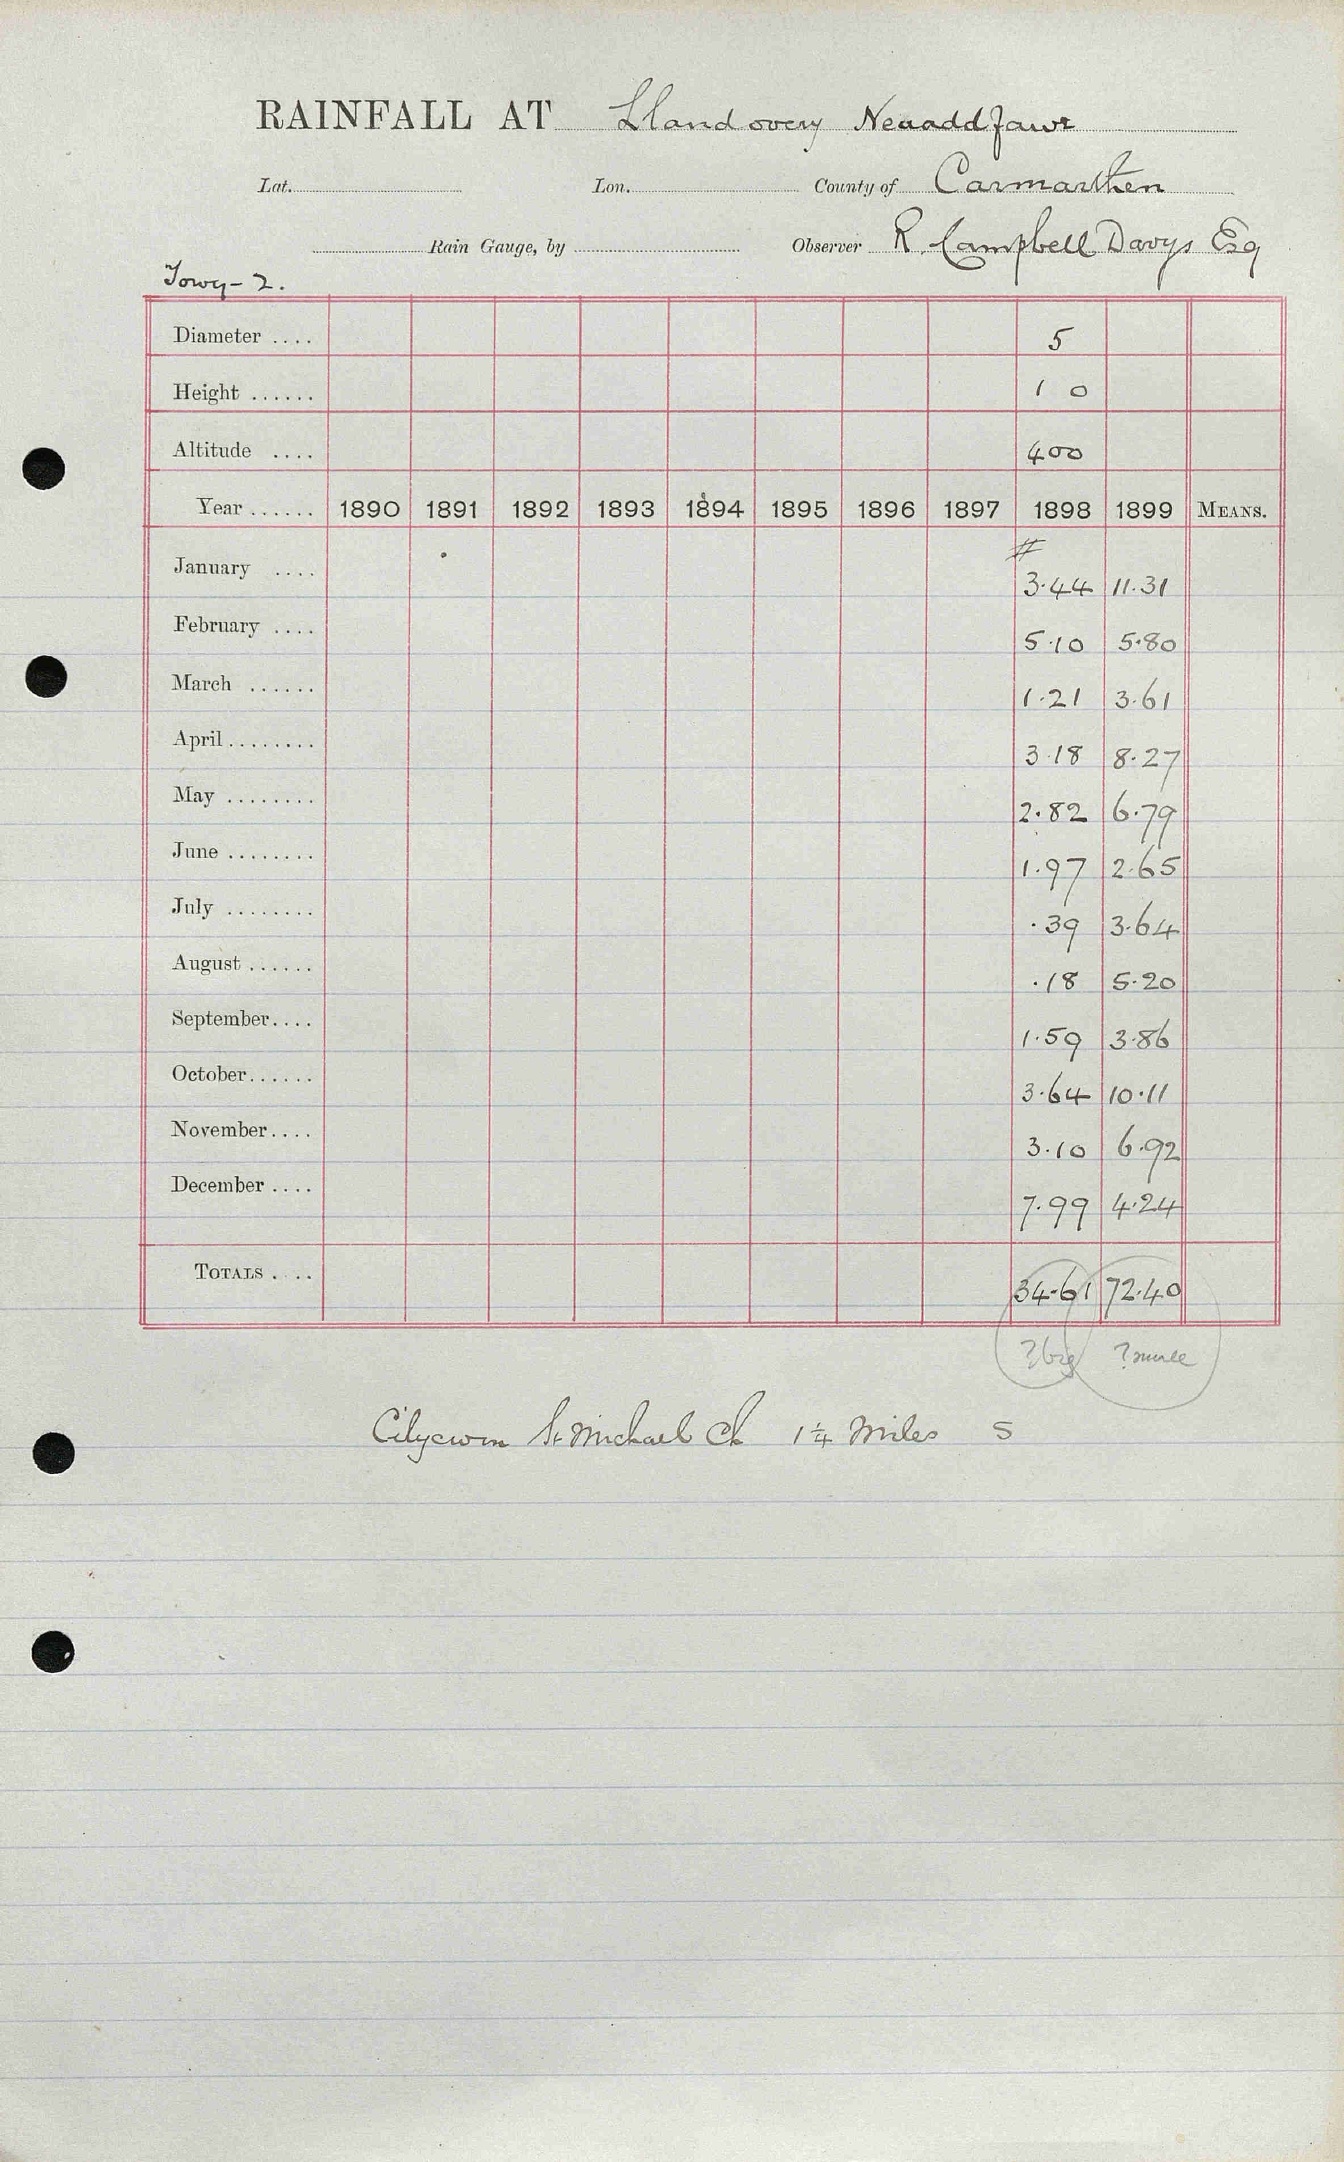 RAINFALL AT Llandovery Neuaddfawr
Lat. Lon. County of Carmarthen
Rain Gauge, by Observer R. Campbell Davys Esq
Towy-2.
Diameter .... 5
Height ...... 1 0
Altitude .... 400
Year ...... 1890 1891 1892 1893 1894 1895 1896 1897 1898 1899 MEANS.
#
January .... 3.44 11.31
February .... 5.10 5.80
March ...... 1.21 3.61
April ........ 3.18 8.27
May ........ 2.82 6.79
June ........ 1.97 2.65
July ........ .39 3.64
August ...... .18 5.20
September.... 1.59 3.86
October...... 3.64 10.11
November.... 3.10 6.92
December .... 7.99 4.24
TOTALS . .. 34.61 72.40
Cilycwm St Michael Ch 1¼ Miles S